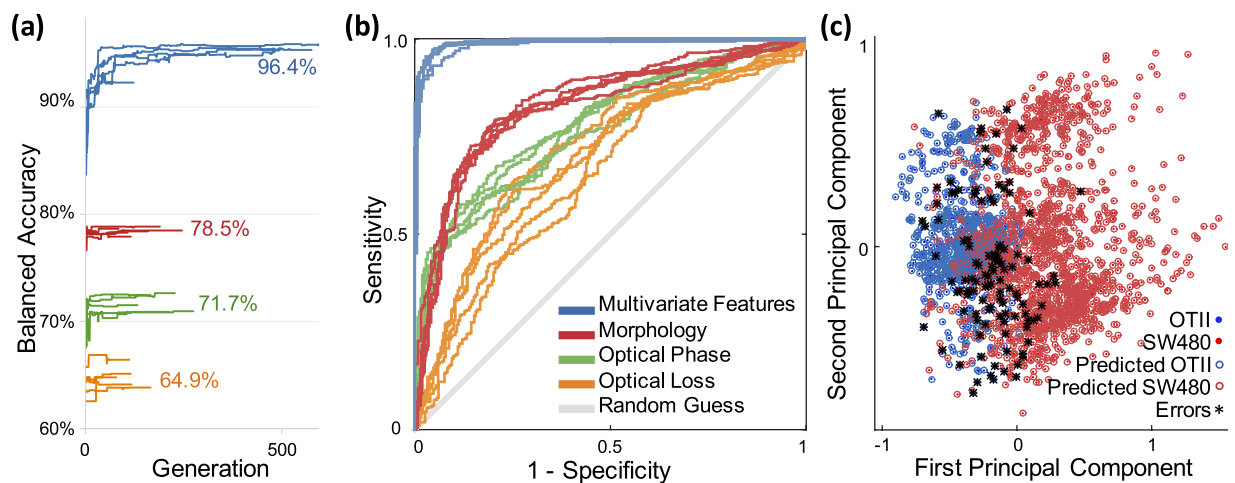 (a)
Balanced Accuracy
90%
80%
70%
60%
96.4%
78.5%
71.7%
64.9%
0
500
Generation
(b)
Sensitivity
1.0
0.5
0
Multivariate Features
Morphology
Optical Phase
Optical Loss
Random Guess
0
0.5
1
1 - Specificity
(c)
Second Principal Component
1
0
OTII
SW480
Predicted OTII
Predicted SW480
Errors *
-1
0
1
First Principal Component